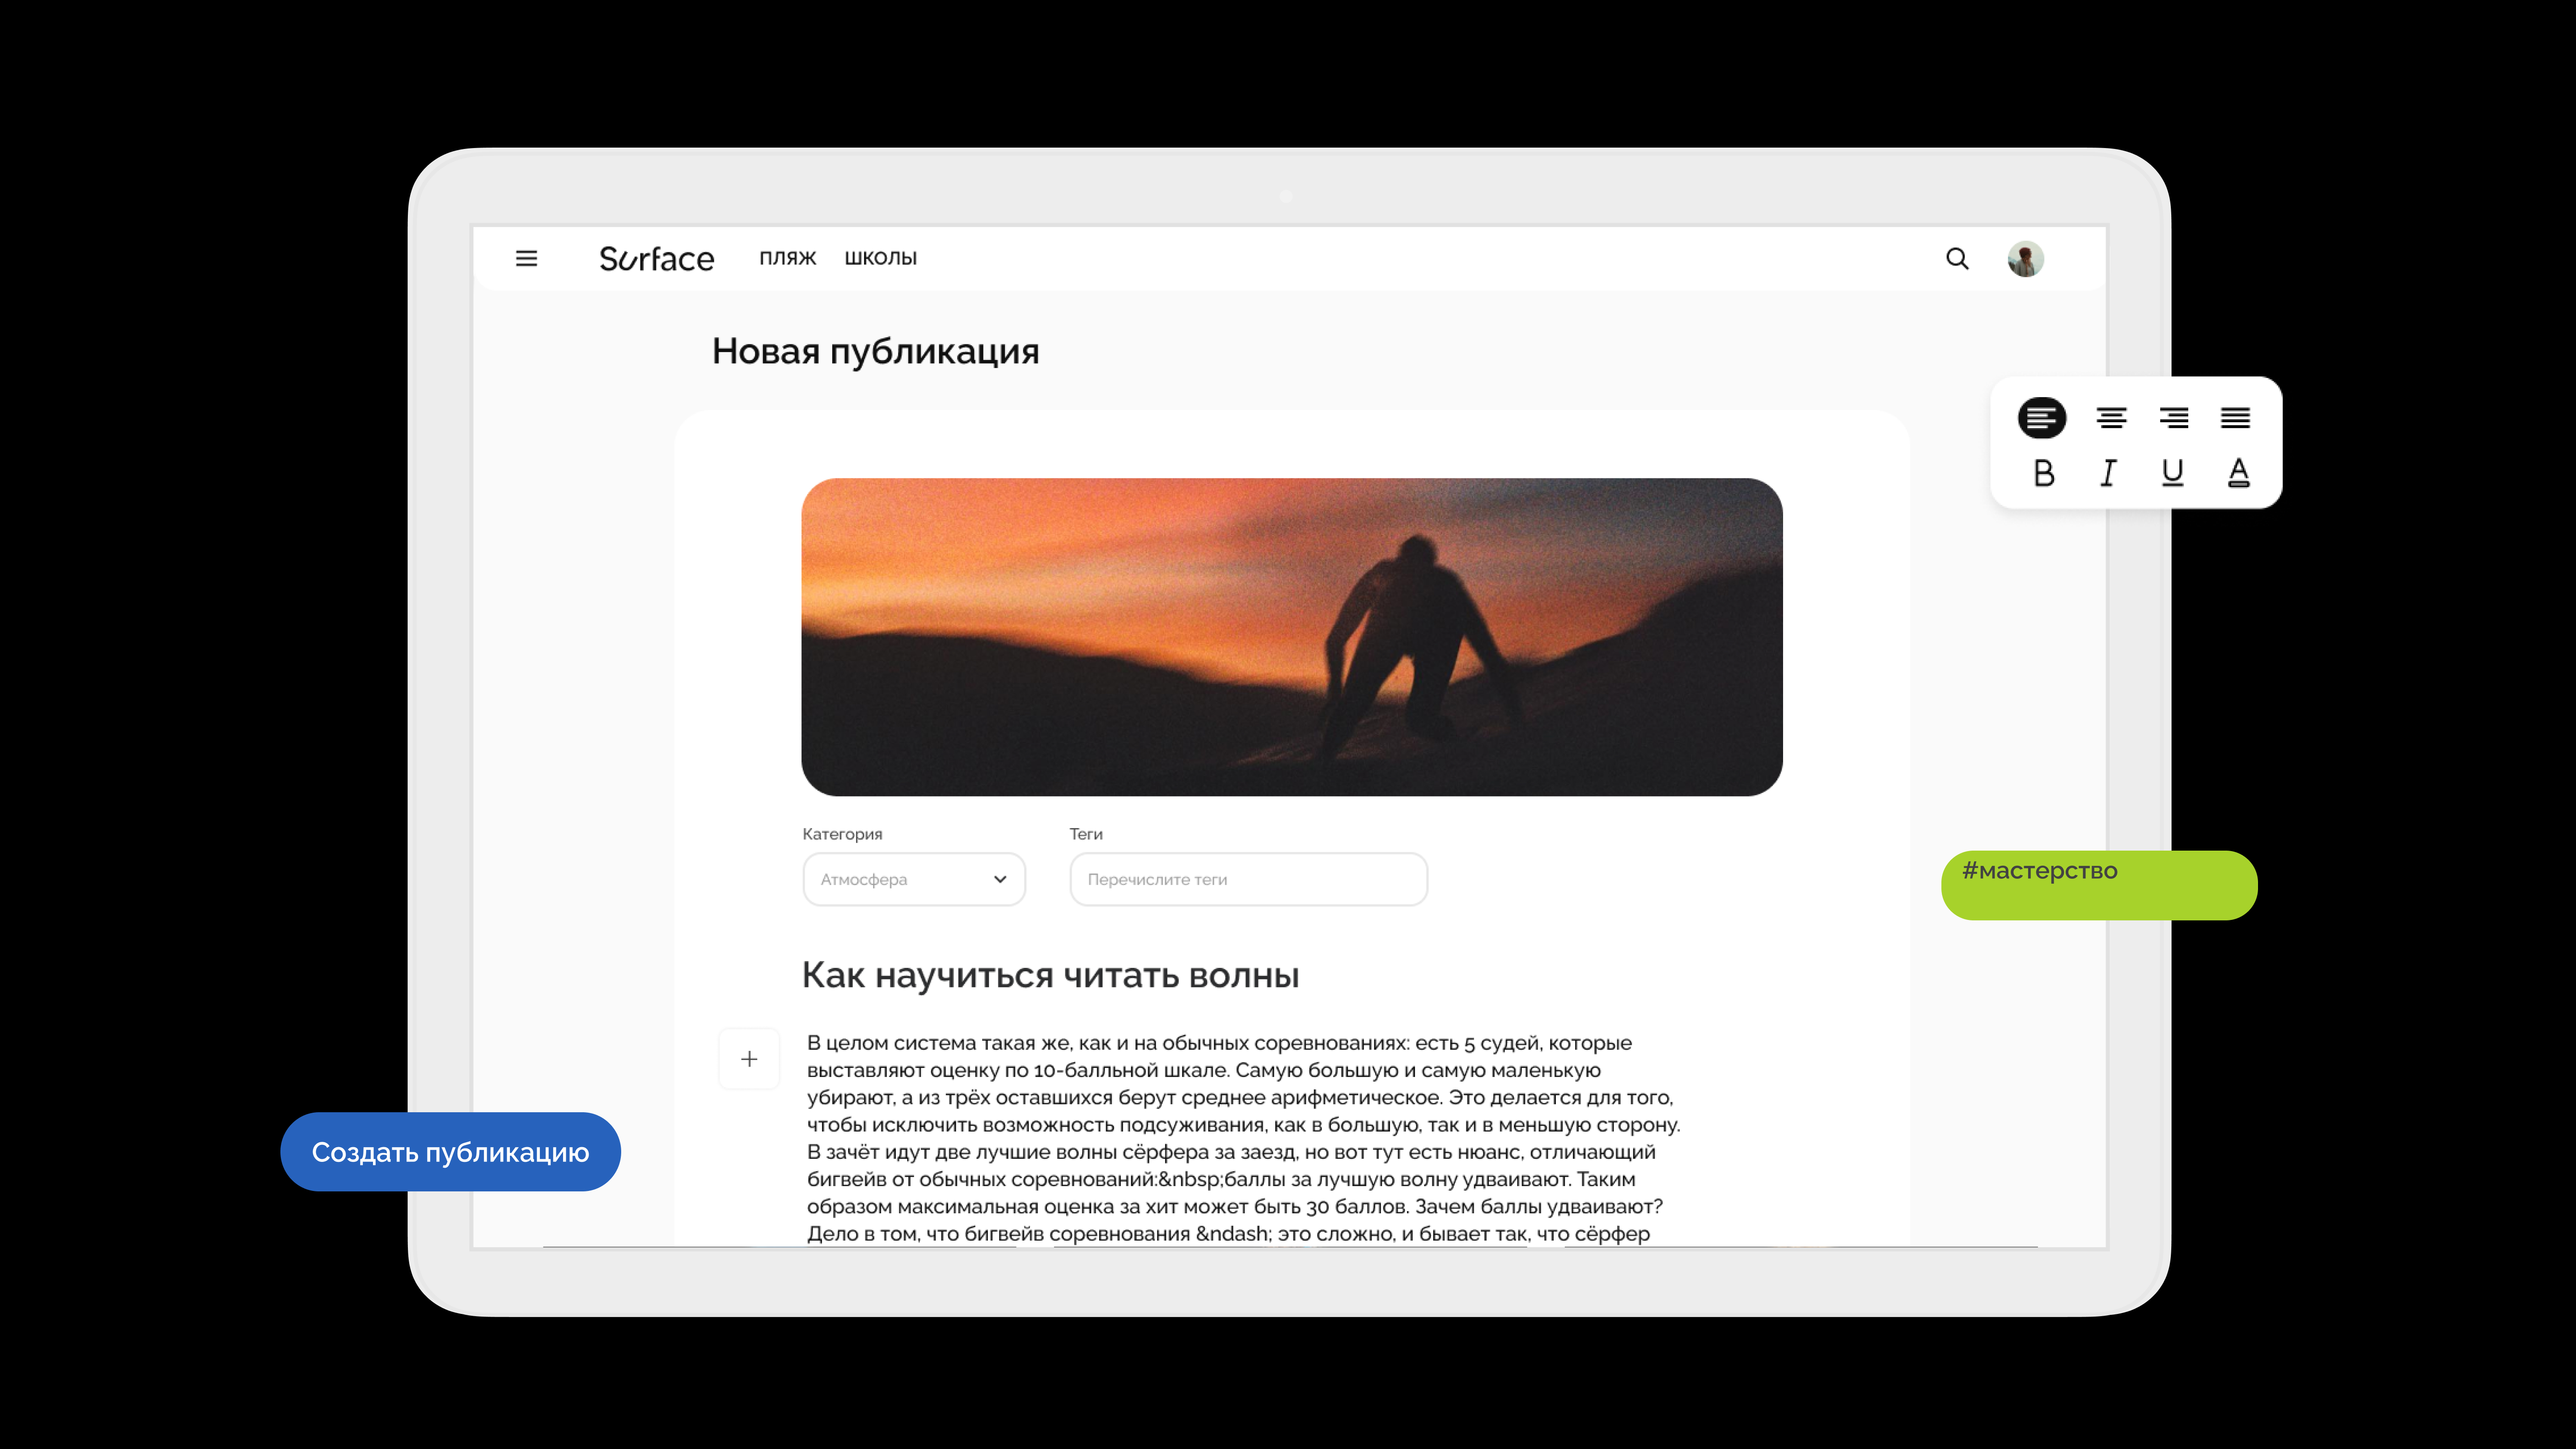 Surface ПЛЯЖ ШКОЛЫ
Новая публикация
B I U A
Категория Теги
Атмосфера Перечислите теги
#мастерство
Как научиться читать волны
В целом система такая же, как и на обычных соревнованиях: есть 5 судей, которые
выставляют оценку по 10-балльной шкале. Самую большую и самую маленькую
убирают, а из трёх оставшихся берут среднее арифметическое. Это делается для того,
чтобы исключить возможность подсуживания, как в большую, так и в меньшую сторону.
В зачёт идут две лучшие волны сёрфера за заезд, но вот тут есть нюанс, отличающий
бигвейв от обычных соревнований:&nbsp;баллы за лучшую волну удваивают. Таким
образом максимальная оценка за хит может быть 30 баллов. Зачем баллы удваивают?
Дело в том, что бигвейв соревнования &ndash; это сложно, и бывает так, что сёрфер
Создать публикацию